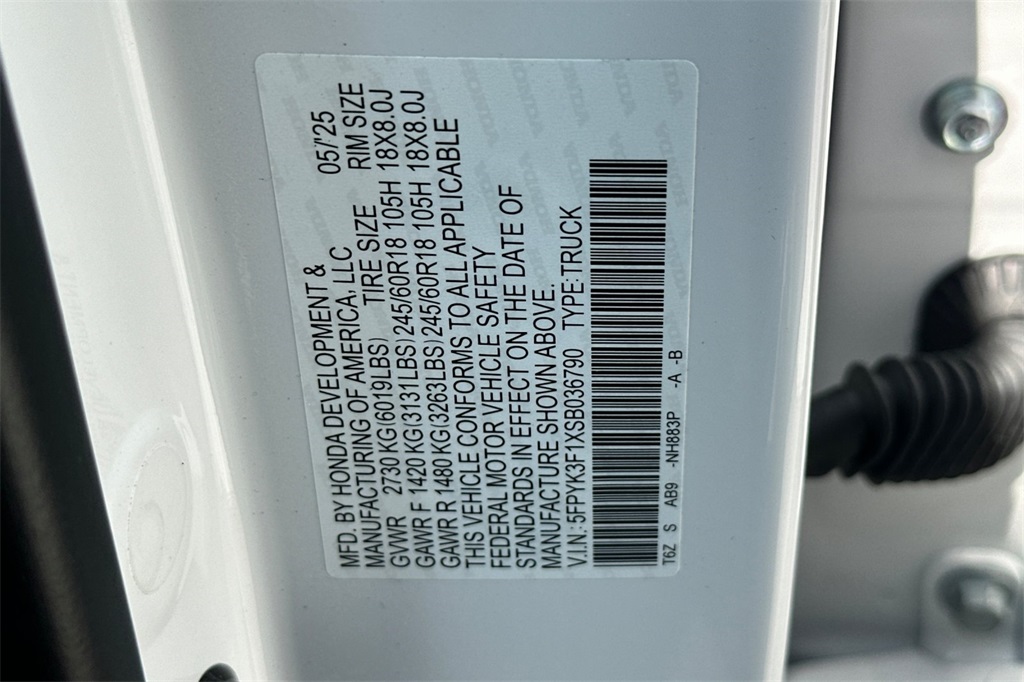 MFD. BY HONDA DEVELOPMENT & 05/'25
MANUFACTURING OF AMERICA, LLC
TIRE SIZE RIM SIZE
GVWR 2730 KG(6019LBS)
GAWR F 1420 KG(3131LBS) 245/60R18 105H 18X8.0J
GAWR R 1480 KG(3263LBS) 245/60R18 105H 18X8.0J
THIS VEHICLE CONFORMS TO ALL APPLICABLE
FEDERAL MOTOR VEHICLE SAFETY
STANDARDS IN EFFECT ON THE DATE OF
MANUFACTURE SHOWN ABOVE.
V.I.N.: 5FPYK3F1XSB036790 TYPE:TRUCK
T6Z S AB9 -NH883P -A -B
HONDA